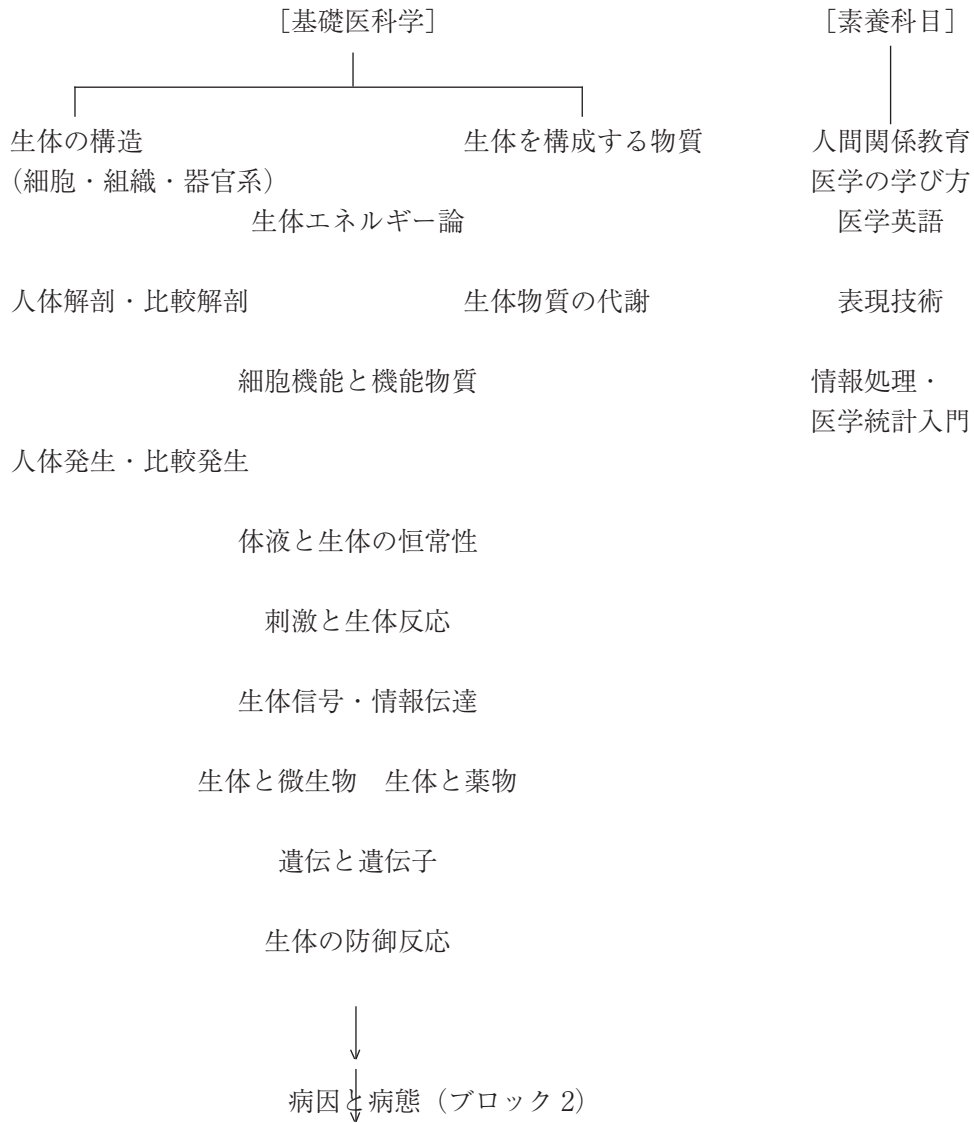 ［基礎医科学］　［素養科目］
生体の構造　生体を構成する物質　人間関係教育
（細胞・組織・器官系）　医学の学び方
生体エネルギー論　医学英語
人体解剖・比較解剖　生体物質の代謝　表現技術
細胞機能と機能物質　情報処理・
医学統計入門
人体発生・比較発生
体液と生体の恒常性
刺激と生体反応
生体信号・情報伝達
生体と微生物　生体と薬物
遺伝と遺伝子
生体の防御反応
病因と病態（ブロック 2）